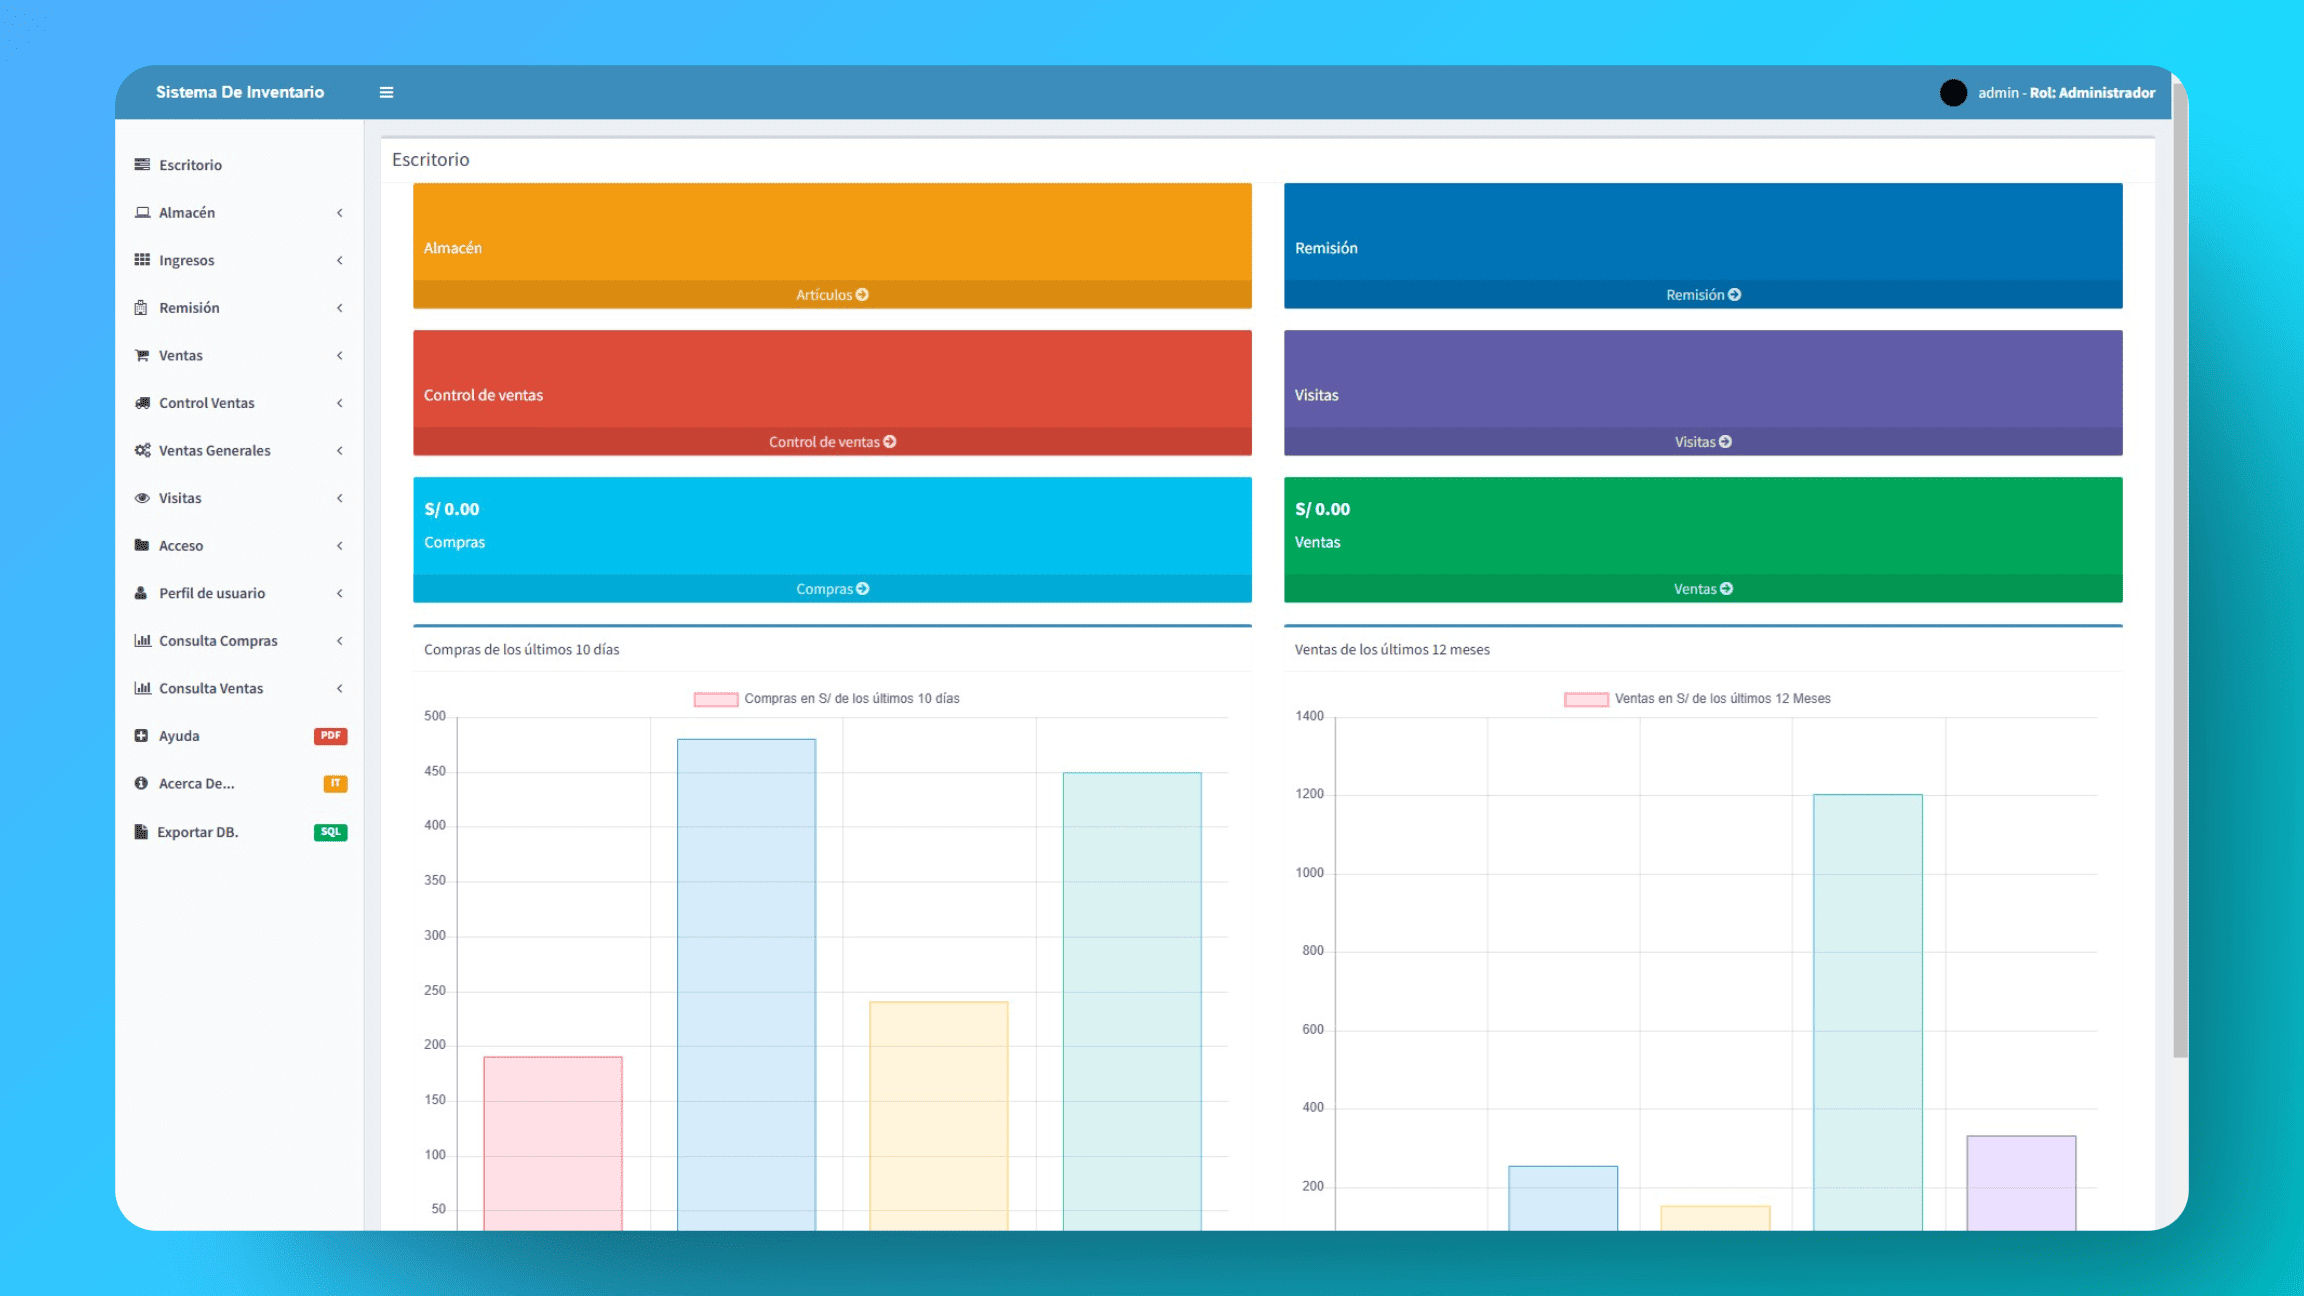 Sistema De Inventario
admin - Rol: Administrador
Escritorio
Almacén
Ingresos
Remisión
Ventas
Control Ventas
Ventas Generales
Visitas
Acceso
Perfil de usuario
Consulta Compras
Consulta Ventas
Ayuda PDF
Acerca De... IT
Exportar DB. SQL
Escritorio
Almacén
Artículos
Remisión
Remisión
Control de ventas
Control de ventas
Visitas
Visitas
S/ 0.00
Compras
Compras
S/ 0.00
Ventas
Ventas
Compras de los últimos 10 días
Compras en S/ de los últimos 10 días
500
450
400
350
300
250
200
150
100
50
Ventas de los últimos 12 meses
Ventas en S/ de los últimos 12 Meses
1400
1200
1000
800
600
400
200